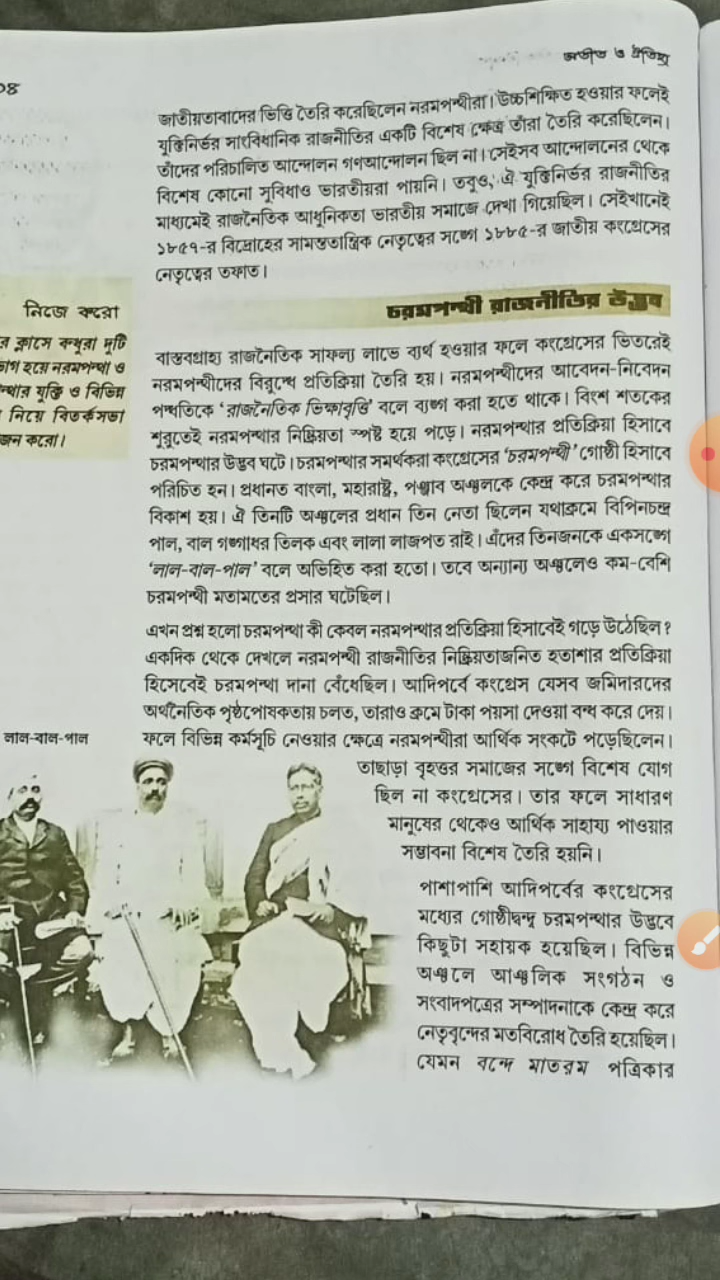 অতীত ও ঐতিহ্য
জাতীয়তাবাদের ভিত্তি তৈরি করেছিলেন নরমপন্থীরা। উচ্চশিক্ষিত হওয়ার ফলেই
যুক্তিনির্ভর সাংবিধানিক রাজনীতির একটি বিশেষ ক্ষেত্র তাঁরা তৈরি করেছিলেন।
তাঁদের পরিচালিত আন্দোলন গণআন্দোলন ছিল না। সেইসব আন্দোলনের থেকে
বিশেষ কোনো সুবিধাও ভারতীয়রা পায়নি। তবুও, ঐ যুক্তিনির্ভর রাজনীতির
মাধ্যমেই রাজনৈতিক আধুনিকতা ভারতীয় সমাজে দেখা গিয়েছিল। সেইখানেই
১৮৫৭-র বিদ্রোহের সামন্ততান্ত্রিক নেতৃত্বের সঙ্গে ১৮৮৫-র জাতীয় কংগ্রেসের
নেতৃত্বের তফাত।
নিজে করো
র ক্লাসে বন্ধুরা দুটি
ভাগ হয়ে নরমপন্থা ও
ন্থার যুক্তি ও বিভিন্ন
নিয়ে বিতর্কসভা
জন করো।
চরমপন্থী রাজনীতির উদ্ভব
বাস্তবগ্রাহ্য রাজনৈতিক সাফল্য লাভে ব্যর্থ হওয়ার ফলে কংগ্রেসের ভিতরেই
নরমপন্থীদের বিরুদ্ধে প্রতিক্রিয়া তৈরি হয়। নরমপন্থীদের আবেদন-নিবেদন
পদ্ধতিকে ‘রাজনৈতিক ভিক্ষাবৃত্তি’ বলে ব্যঙ্গ করা হতে থাকে। বিংশ শতকের
শুরুতেই নরমপন্থার নিষ্ক্রিয়তা স্পষ্ট হয়ে পড়ে। নরমপন্থার প্রতিক্রিয়া হিসাবে
চরমপন্থার উদ্ভব ঘটে। চরমপন্থার সমর্থকরা কংগ্রেসের ‘চরমপন্থী’ গোষ্ঠী হিসাবে
পরিচিত হন। প্রধানত বাংলা, মহারাষ্ট্র, পঞ্জাব অঞ্চলকে কেন্দ্র করে চরমপন্থার
বিকাশ হয়। ঐ তিনটি অঞ্চলের প্রধান তিন নেতা ছিলেন যথাক্রমে বিপিনচন্দ্র
পাল, বাল গঙ্গাধর তিলক এবং লালা লাজপত রাই। এঁদের তিনজনকে একসঙ্গে
‘লাল-বাল-পাল’ বলে অভিহিত করা হতো। তবে অন্যান্য অঞ্চলেও কম-বেশি
চরমপন্থী মতামতের প্রসার ঘটেছিল।
এখন প্রশ্ন হলো চরমপন্থা কী কেবল নরমপন্থার প্রতিক্রিয়া হিসাবেই গড়ে উঠেছিল?
একদিক থেকে দেখলে নরমপন্থী রাজনীতির নিষ্ক্রিয়তাজনিত হতাশার প্রতিক্রিয়া
হিসেবেই চরমপন্থা দানা বেঁধেছিল। আদিপর্বে কংগ্রেস যেসব জমিদারদের
অর্থনৈতিক পৃষ্ঠপোষকতায় চলত, তারাও ক্রমে টাকা পয়সা দেওয়া বন্ধ করে দেয়।
ফলে বিভিন্ন কর্মসূচি নেওয়ার ক্ষেত্রে নরমপন্থীরা আর্থিক সংকটে পড়েছিলেন।
তাছাড়া বৃহত্তর সমাজের সঙ্গে বিশেষ যোগ
ছিল না কংগ্রেসের। তার ফলে সাধারণ
মানুষের থেকেও আর্থিক সাহায্য পাওয়ার
সম্ভাবনা বিশেষ তৈরি হয়নি।
লাল-বাল-পাল
পাশাপাশি আদিপর্বের কংগ্রেসের
মধ্যের গোষ্ঠীদ্বন্দ্ব চরমপন্থার উদ্ভবে
কিছুটা সহায়ক হয়েছিল। বিভিন্ন
অঞ্চলে আঞ্চলিক সংগঠন ও
সংবাদপত্রের সম্পাদনাকে কেন্দ্র করে
নেতৃবৃন্দের মতবিরোধ তৈরি হয়েছিল।
যেমন বন্দে মাতরম পত্রিকার